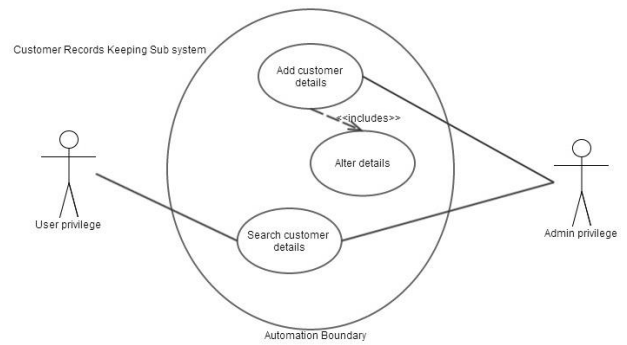 Customer Records Keeping Sub system
Add customer
details
<<includes>>
Alter details
User privilege
Search customer
details
Admin privilege
Automation Boundary